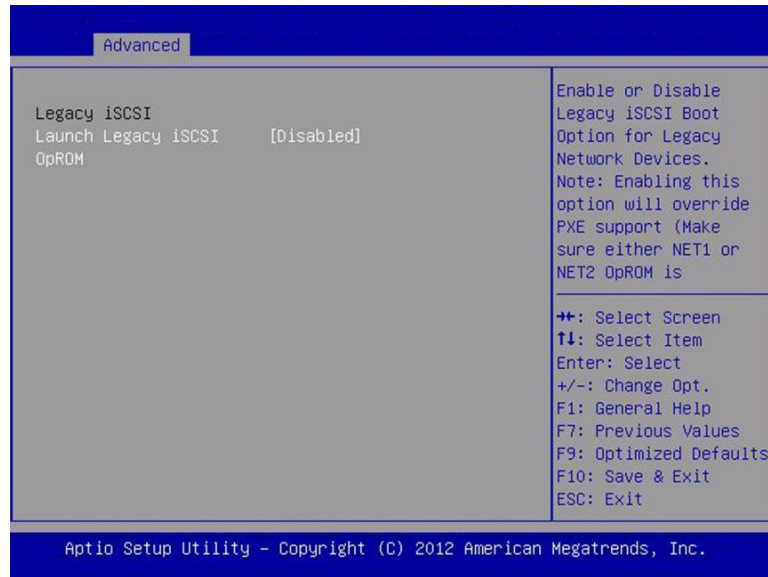 Advanced
Legacy iSCSI
Launch Legacy iSCSI [Disabled]
OpROM
Enable or Disable
Legacy iSCSI Boot
Option for Legacy
Network Devices.
Note: Enabling this
option will override
PXE support (Make
sure either NET1 or
NET2 OpROM is
→←: Select Screen
↑↓: Select Item
Enter: Select
+/-: Change Opt.
F1: General Help
F7: Previous Values
F9: Optimized Defaults
F10: Save & Exit
ESC: Exit
Aptio Setup Utility – Copyright (C) 2012 American Megatrends, Inc.